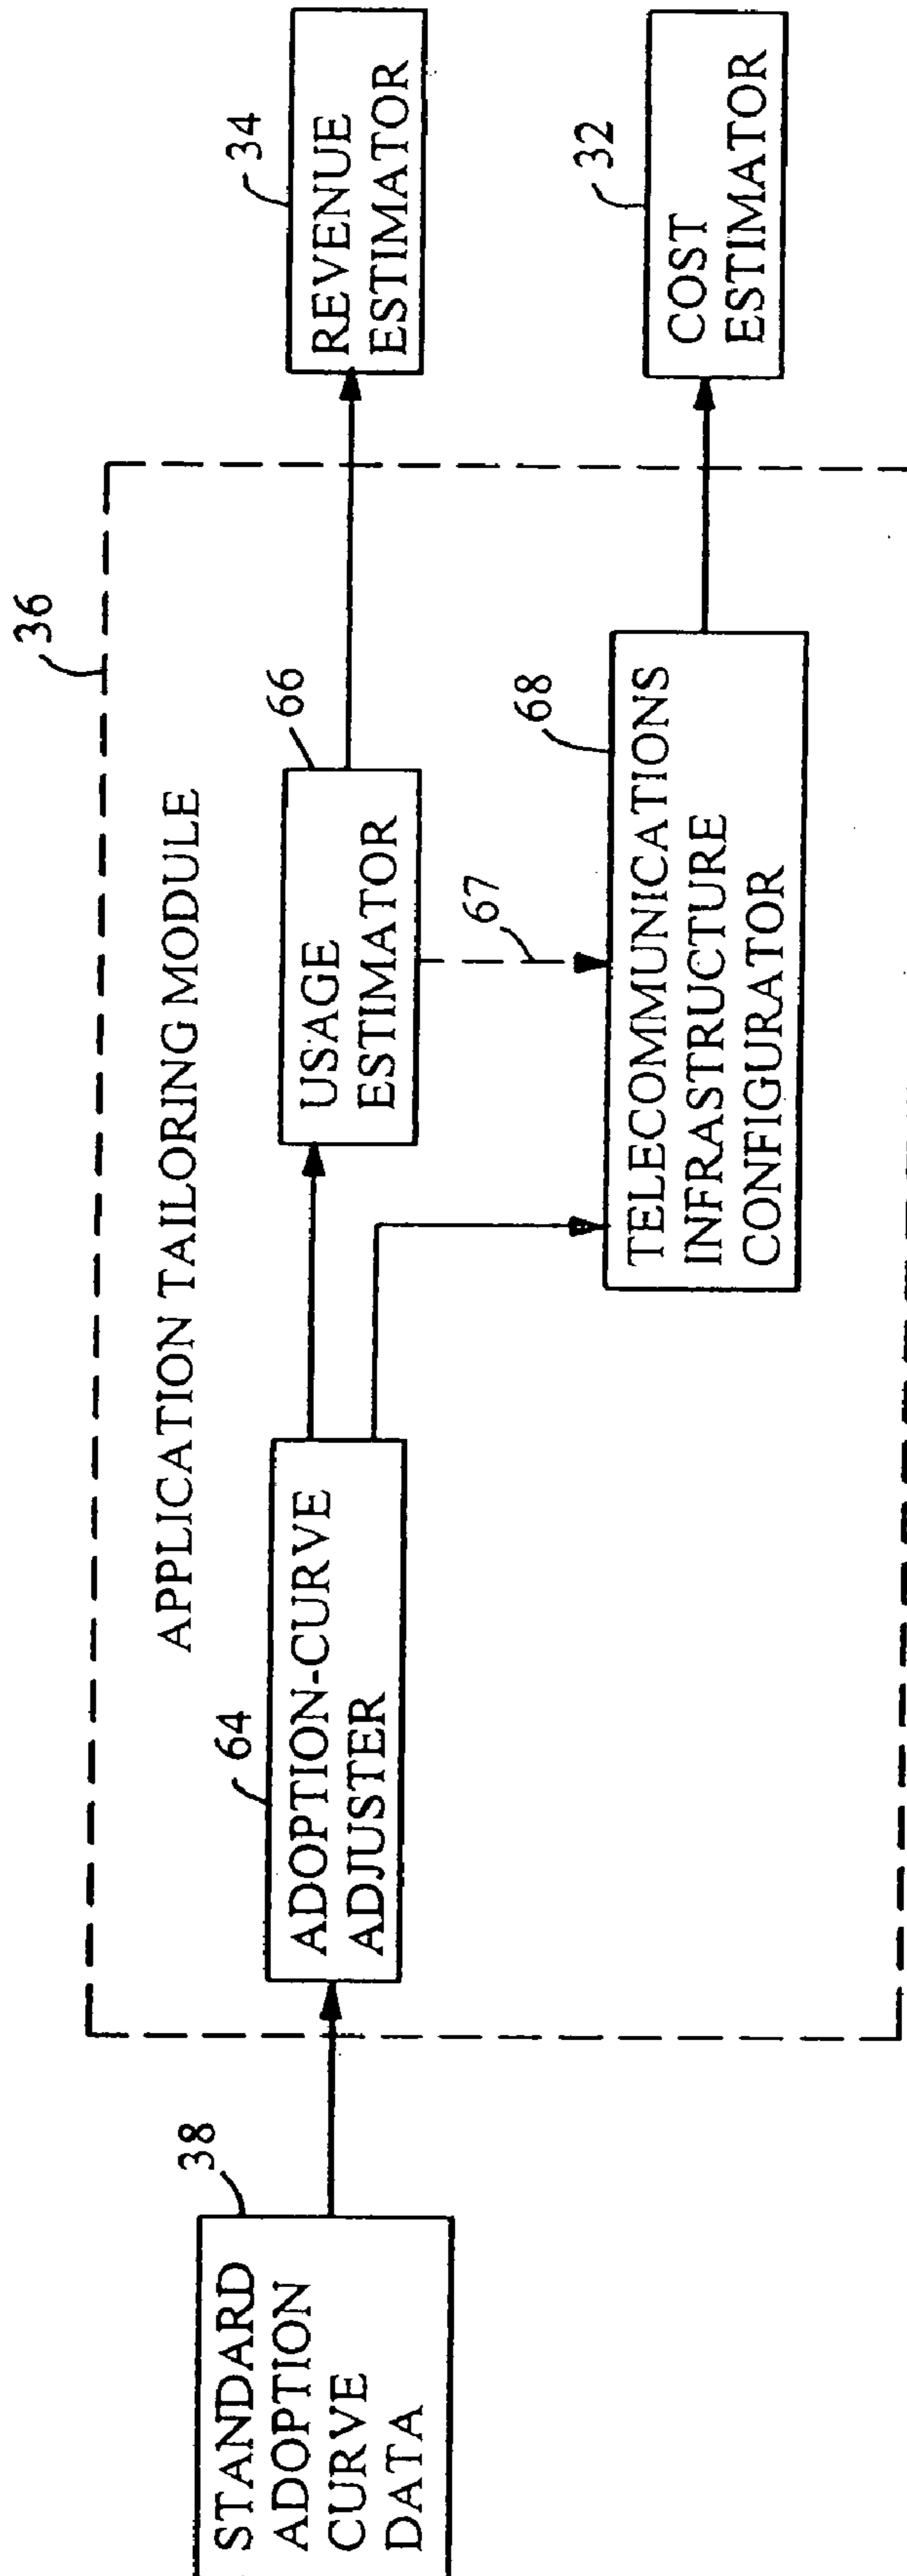 38
STANDARD
ADOPTION
CURVE
DATA
36
APPLICATION TAILORING MODULE
64
ADOPTION-CURVE
ADJUSTER
66
USAGE
ESTIMATOR
67
68
TELECOMMUNICATIONS
INFRASTRUCTURE
CONFIGURATOR
34
REVENUE
ESTIMATOR
32
COST
ESTIMATOR